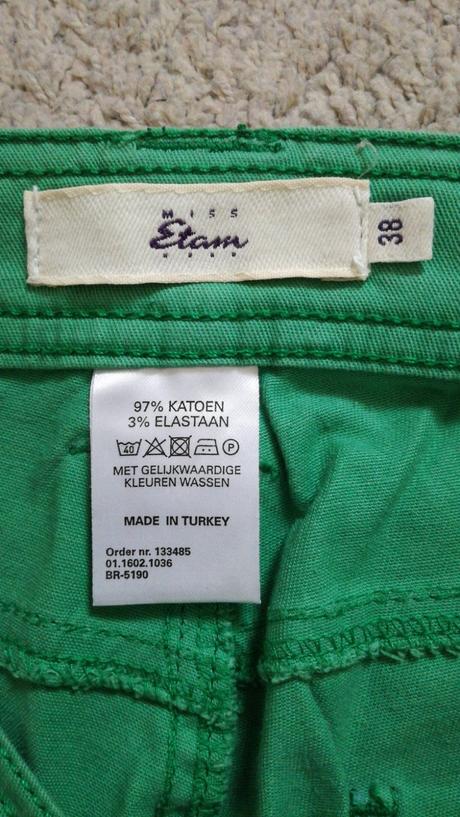 MISS
Etam
38
97% KATOEN
3% ELASTAAN
40 P
MET GELIJKWAARDIGE
KLEUREN WASSEN
MADE IN TURKEY
Order nr. 133485
01.1602.1036
BR-5190